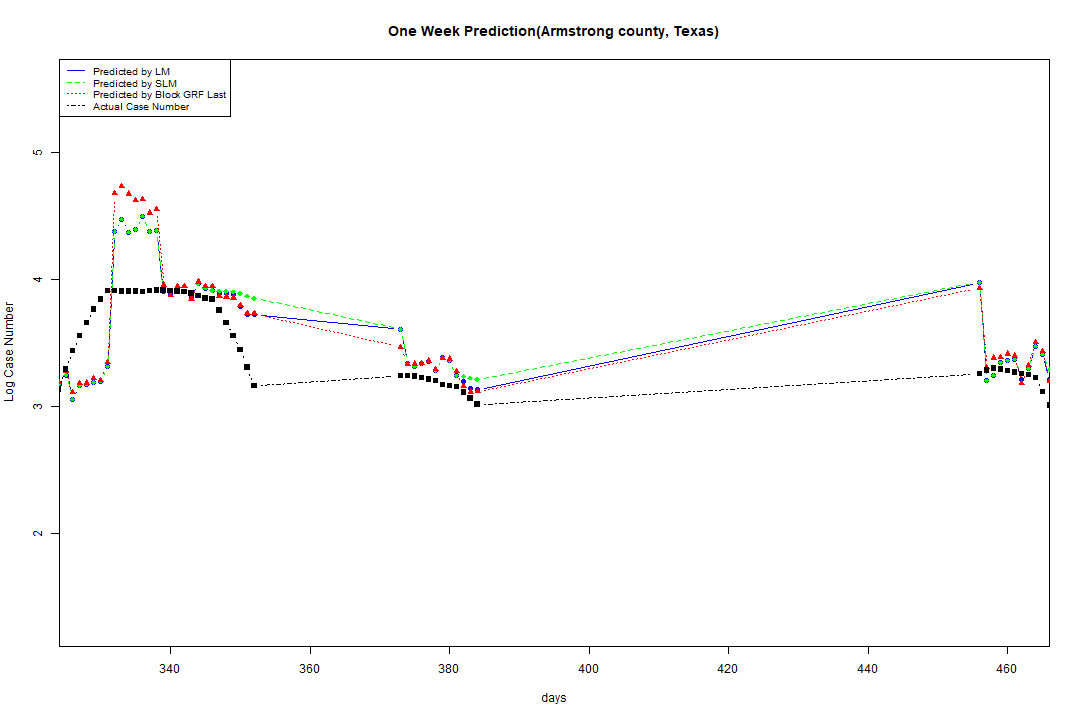 One Week Prediction(Armstrong county, Texas)
Predicted by LM
Predicted by SLM
Predicted by Block GRF Last
Actual Case Number
5
4
3
2
Log Case Number
340 360 380 400 420 440 460
days